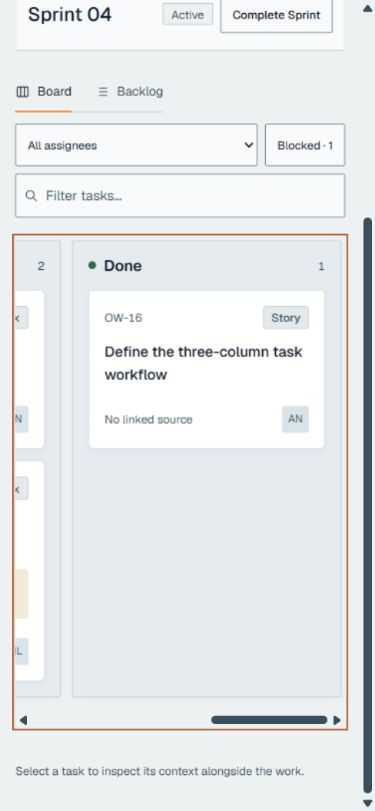 Sprint 04
Active
Complete Sprint
Board
Backlog
All assignees
Blocked · 1
Filter tasks...
2
Done
1
OW-16
Story
Define the three-column task
workflow
No linked source
AN
Select a task to inspect its context alongside the work.